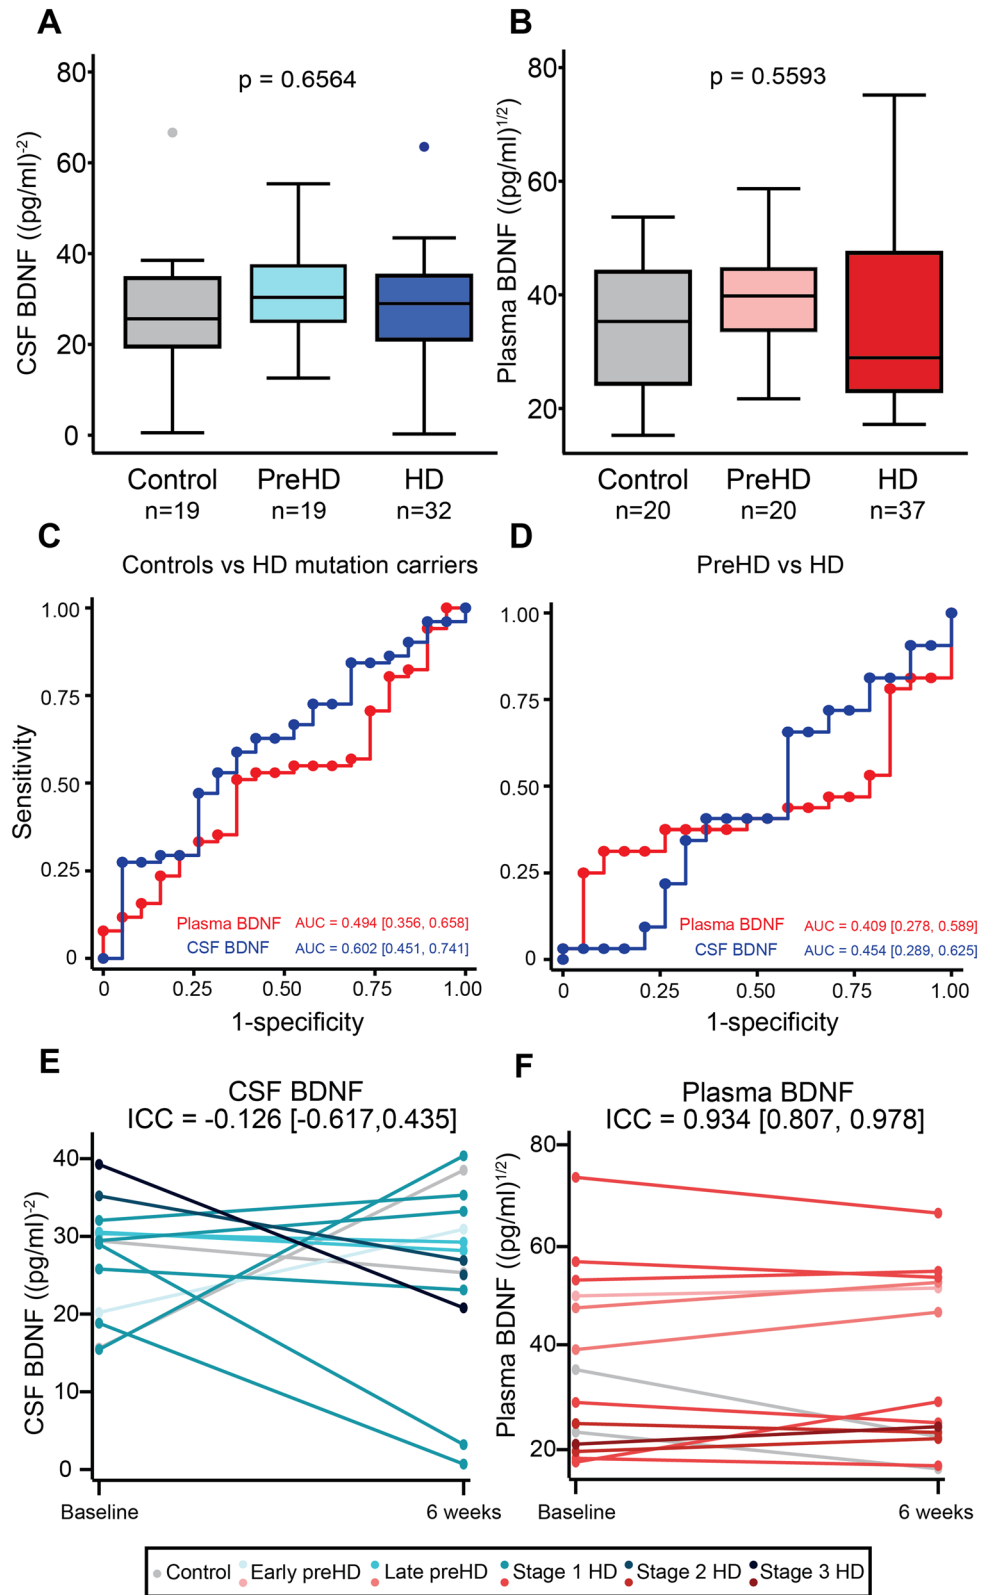 A
p = 0.6564
CSF BDNF ((pg/ml)-2)
80
60
40
20
0
Control
PreHD
HD
n=19
n=19
n=32
B
p = 0.5593
Plasma BDNF ((pg/ml)1/2)
80
60
40
20
Control
PreHD
HD
n=20
n=20
n=37
C
Controls vs HD mutation carriers
Sensitivity
1.00
0.75
0.50
0.25
0
Plasma BDNF AUC = 0.494 [0.356, 0.658]
CSF BDNF AUC = 0.602 [0.451, 0.741]
0 0.25 0.50 0.75 1.00
1-specificity
D
PreHD vs HD
1.00
0.75
0.50
0.25
0
Plasma BDNF AUC = 0.409 [0.278, 0.589]
CSF BDNF AUC = 0.454 [0.289, 0.625]
0 0.25 0.50 0.75 1.00
1-specificity
E
CSF BDNF
ICC = -0.126 [-0.617,0.435]
CSF BDNF ((pg/ml)-2)
40
30
20
10
0
Baseline 6 weeks
F
Plasma BDNF
ICC = 0.934 [0.807, 0.978]
Plasma BDNF ((pg/ml)1/2)
80
60
40
20
Baseline 6 weeks
Control Early preHD Late preHD Stage 1 HD Stage 2 HD Stage 3 HD